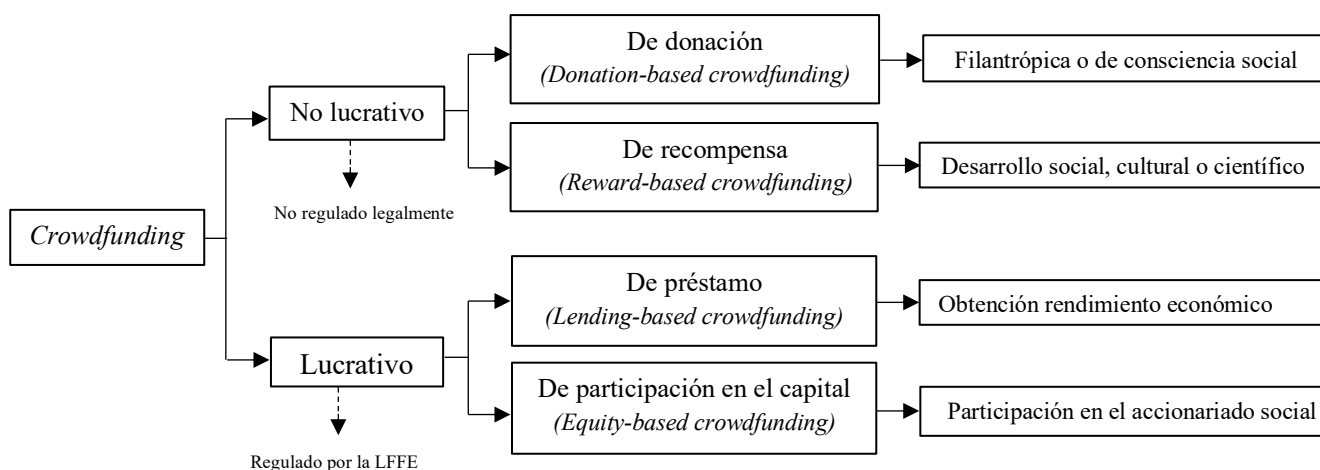 De donación
(Donation-based crowdfunding)
Filantrópica o de consciencia social
No lucrativo
De recompensa
(Reward-based crowdfunding)
Desarrollo social, cultural o científico
No regulado legalmente
Crowdfunding
De préstamo
(Lending-based crowdfunding)
Obtención rendimiento económico
Lucrativo
De participación en el capital
(Equity-based crowdfunding)
Participación en el accionariado social
Regulado por la LFFE